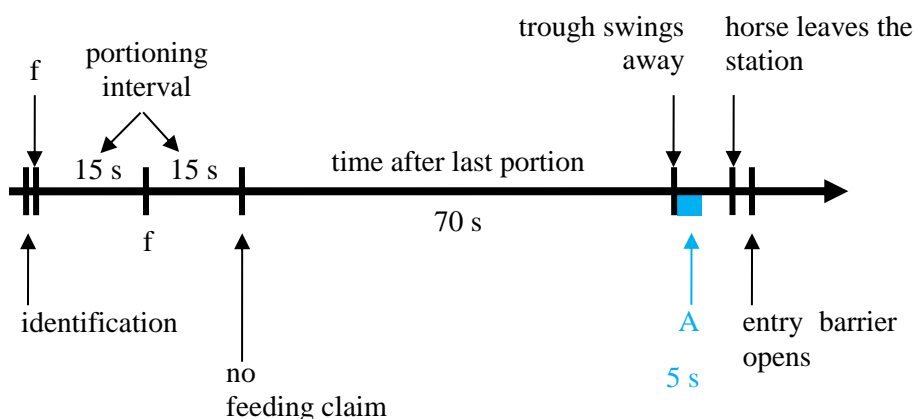 f
portioning
interval
trough swings
away
horse leaves the
station
15 s
15 s
time after last portion
f
70 s
identification
no
feeding claim
A
5 s
entry barrier
opens